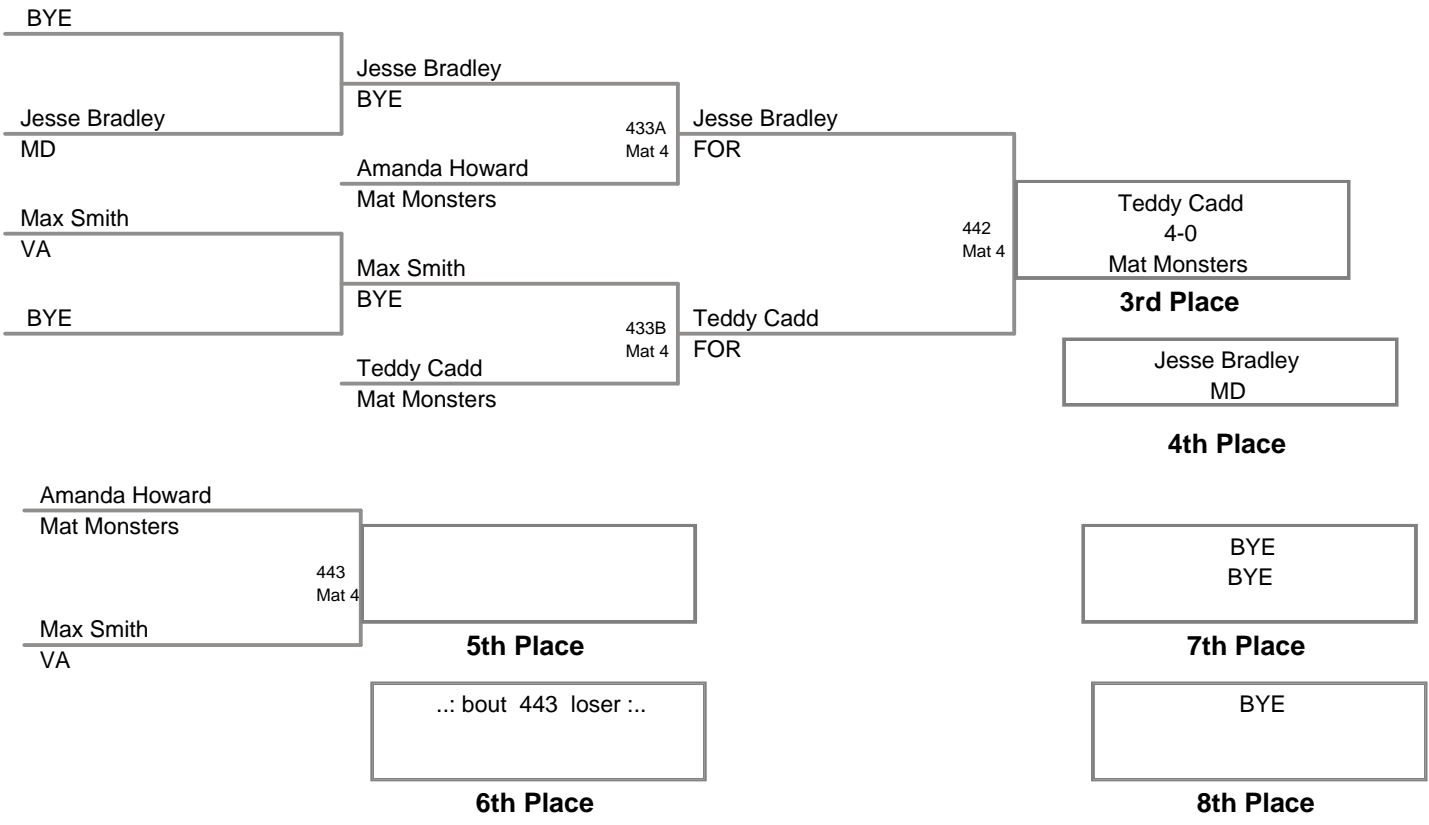 BYE
Jesse Bradley
BYE
Jesse Bradley
MD
433A
Mat 4
Jesse Bradley
FOR
Amanda Howard
Mat Monsters
Max Smith
VA
442
Mat 4
Teddy Cadd
4-0
Mat Monsters
3rd Place
Max Smith
BYE
BYE
433B
Mat 4
Teddy Cadd
FOR
Teddy Cadd
Mat Monsters
Jesse Bradley
MD
4th Place
Amanda Howard
Mat Monsters
443
Mat 4
Max Smith
VA
5th Place
BYE
BYE
7th Place
..: bout 443 loser :..
6th Place
BYE
8th Place